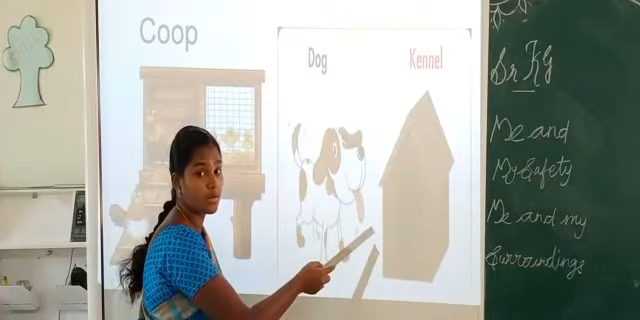 Coop
Dog
Kennel
Sr KG
Me and
My Safety
Me and my
Surroundings